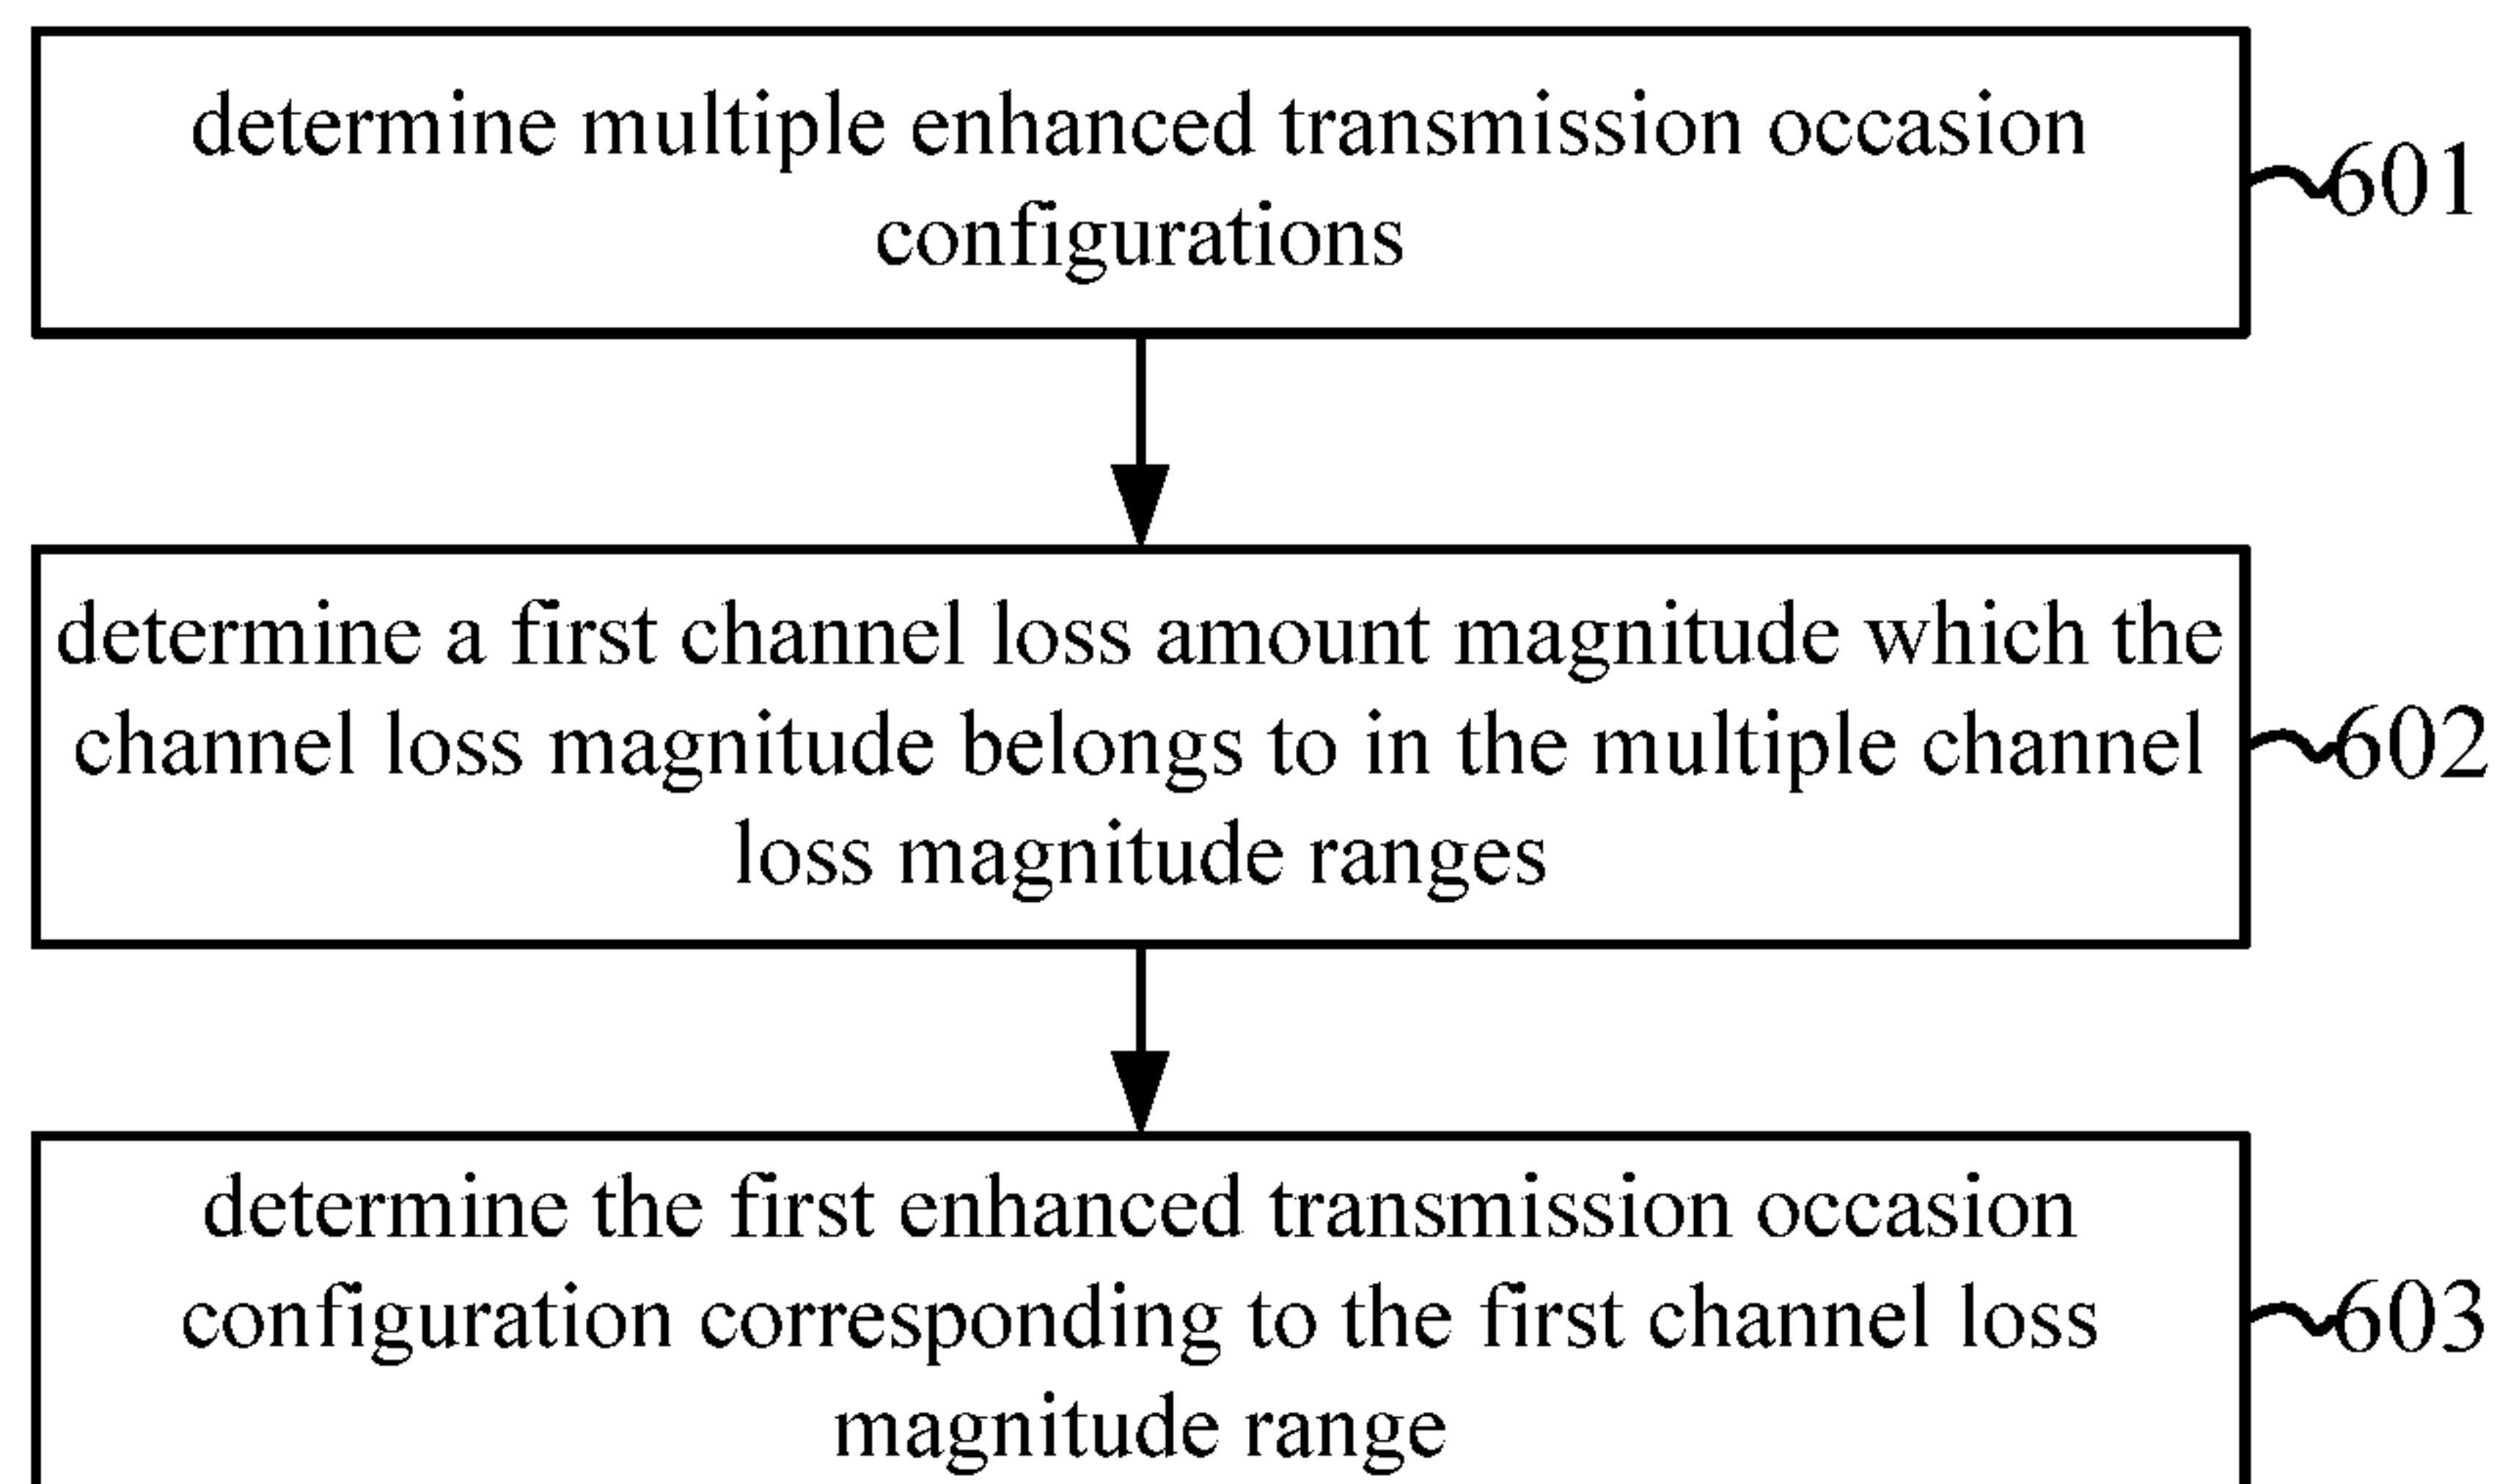 determine multiple enhanced transmission occasion
configurations
601
determine a first channel loss amount magnitude which the
channel loss magnitude belongs to in the multiple channel
loss magnitude ranges
602
determine the first enhanced transmission occasion
configuration corresponding to the first channel loss
magnitude range
603